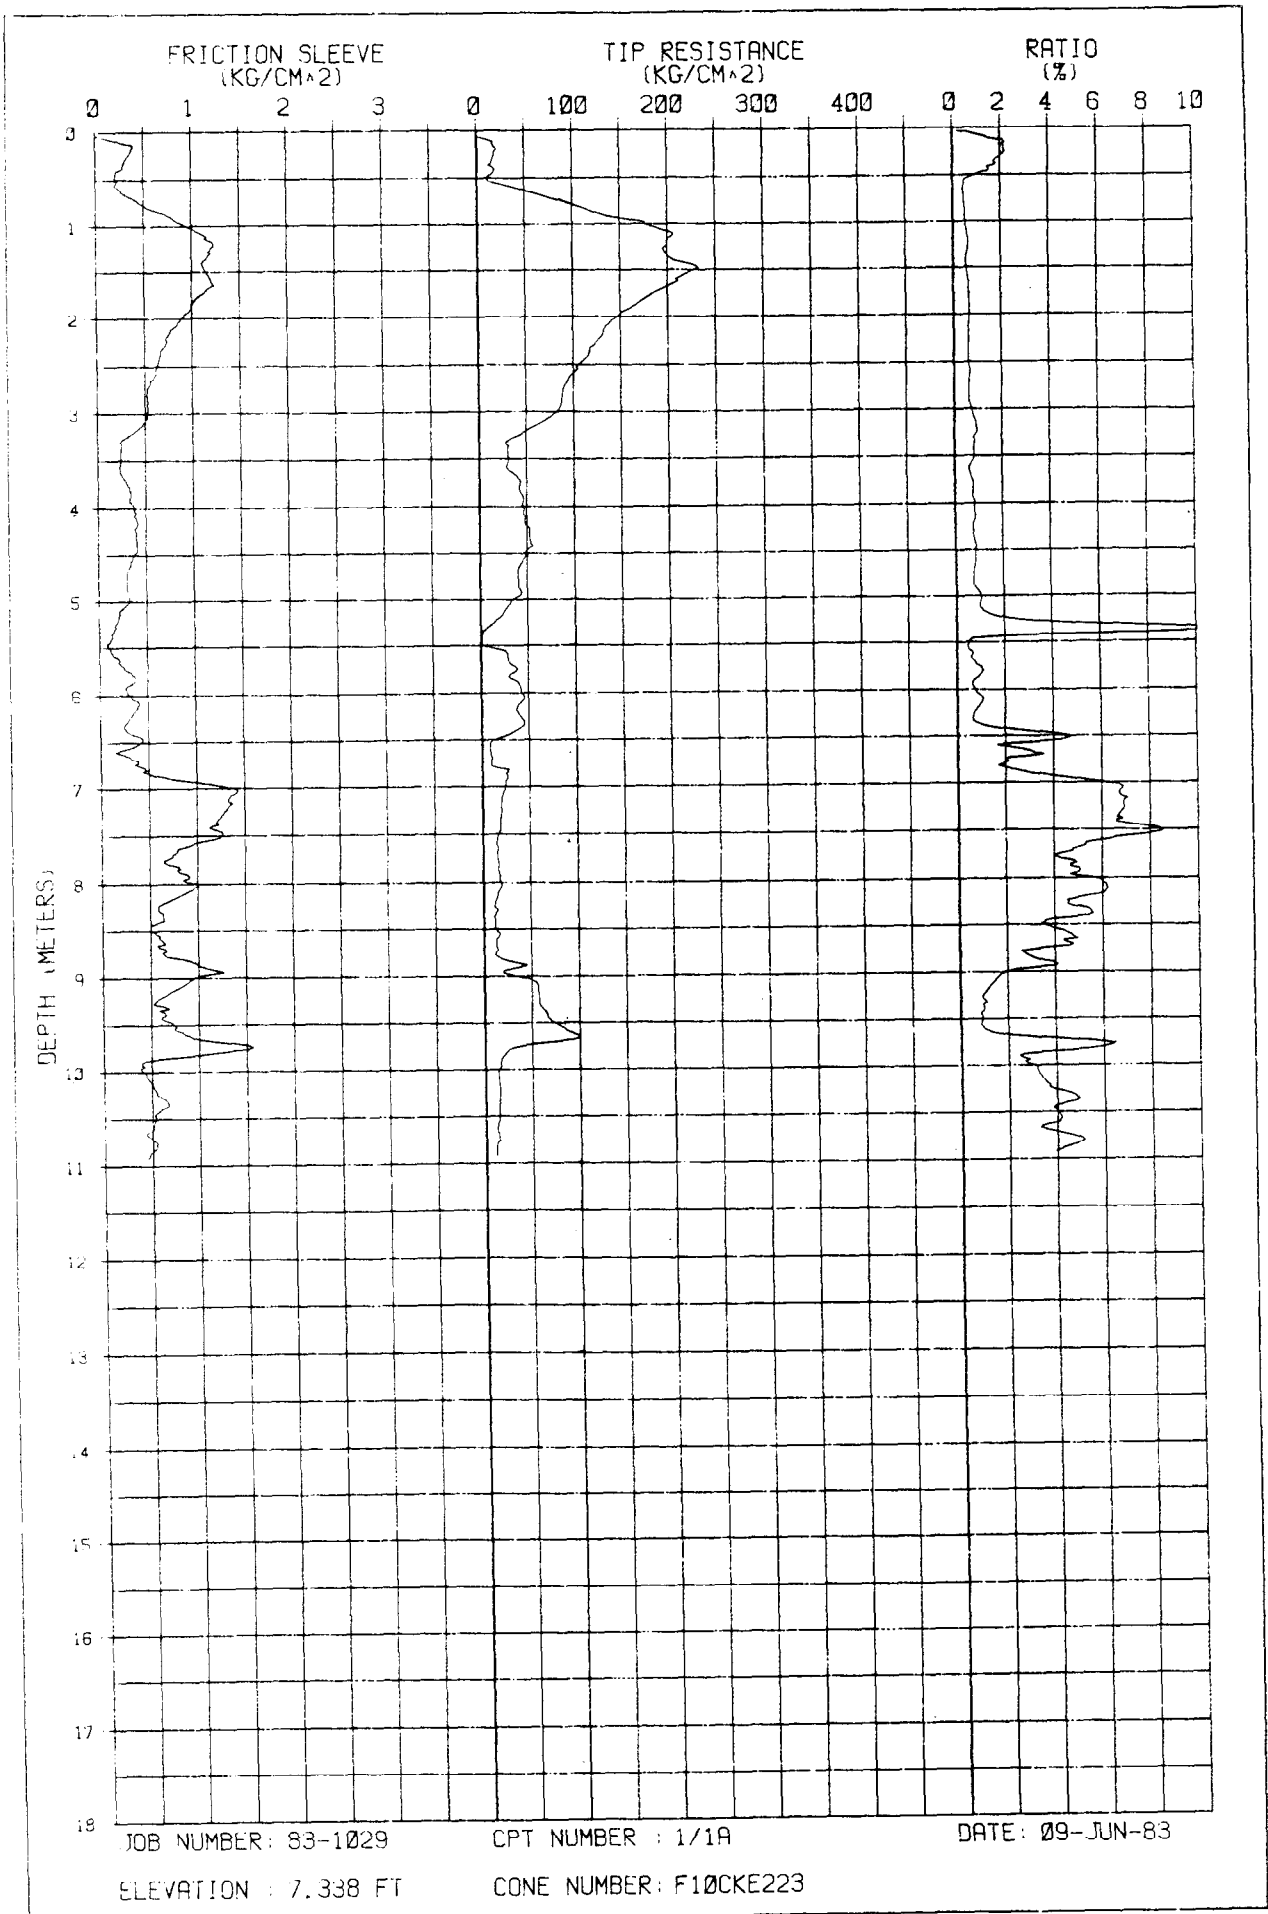 FRICTION SLEEVE
(KG/CM^2)
TIP RESISTANCE
(KG/CM^2)
RATIO
(%)
0 1 2 3 0 100 200 300 400 0 2 4 6 8 10
0
1
2
3
4
5
6
7
8
9
10
11
12
13
14
15
16
17
18
DEPTH (METERS)
JOB NUMBER: 83-1029 CPT NUMBER : 1/1A DATE: 09-JUN-83
ELEVATION : 7.338 FT CONE NUMBER: F10CKE223